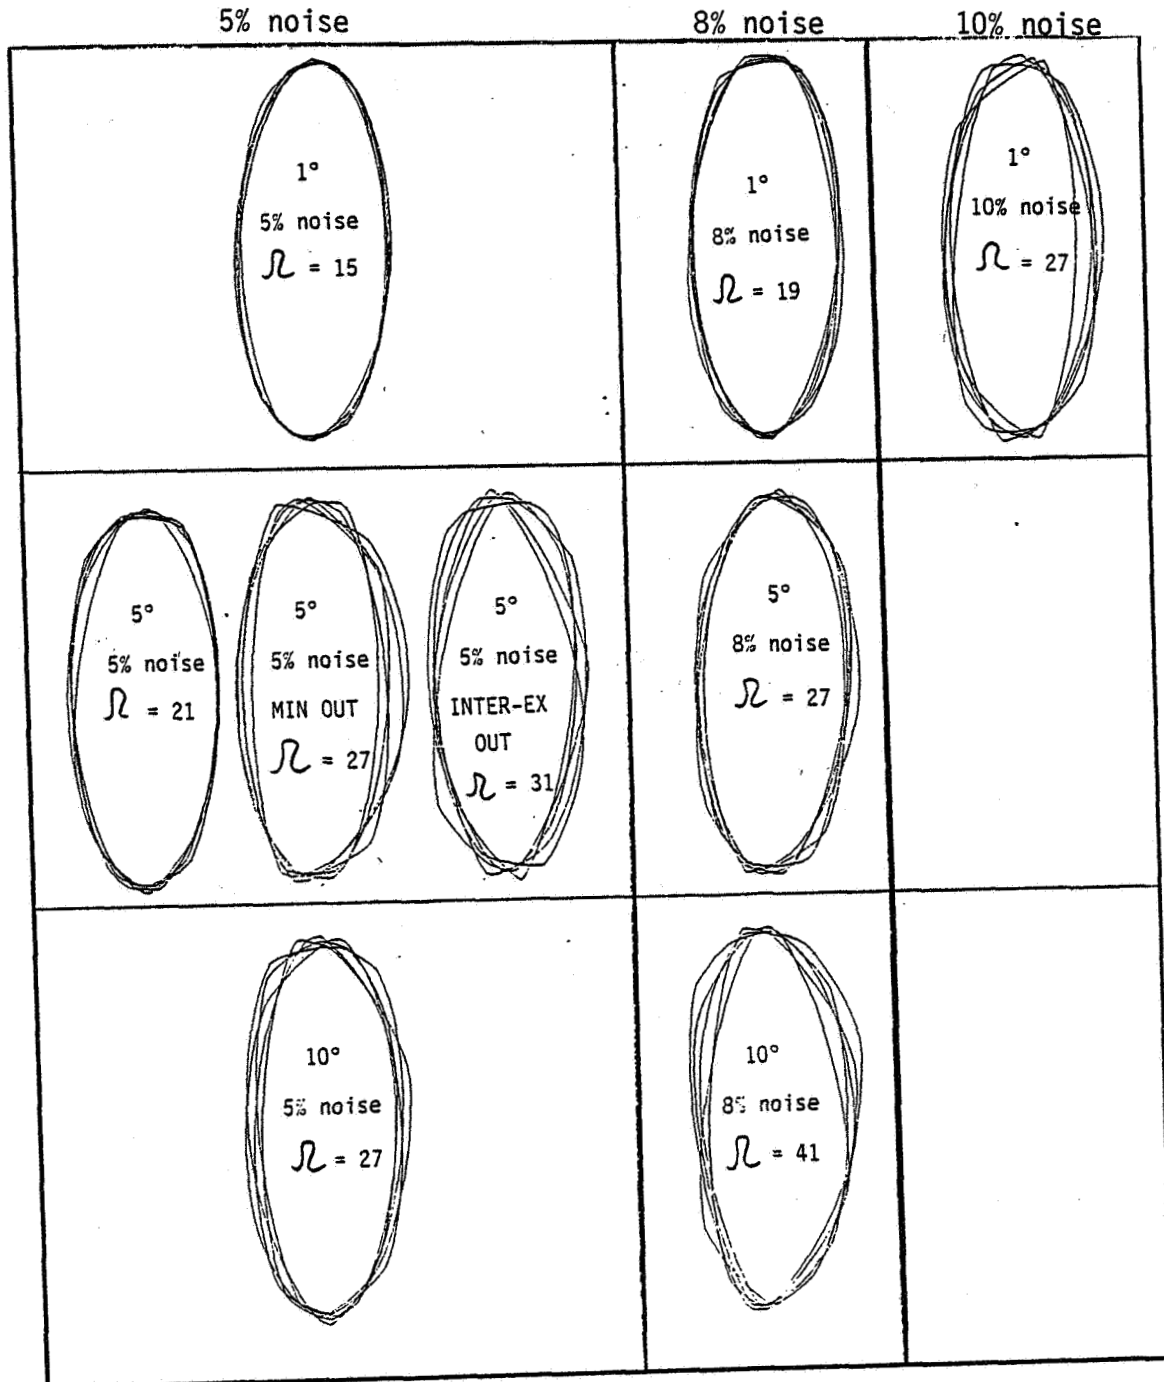 5% noise
8% noise
10% noise
1°
5% noise
Ω = 15
1°
8% noise
Ω = 19
1°
10% noise
Ω = 27
5°
5% noise
Ω = 21
5°
5% noise
MIN OUT
Ω = 27
5°
5% noise
INTER-EX
OUT
Ω = 31
5°
8% noise
Ω = 27
10°
5% noise
Ω = 27
10°
8% noise
Ω = 41